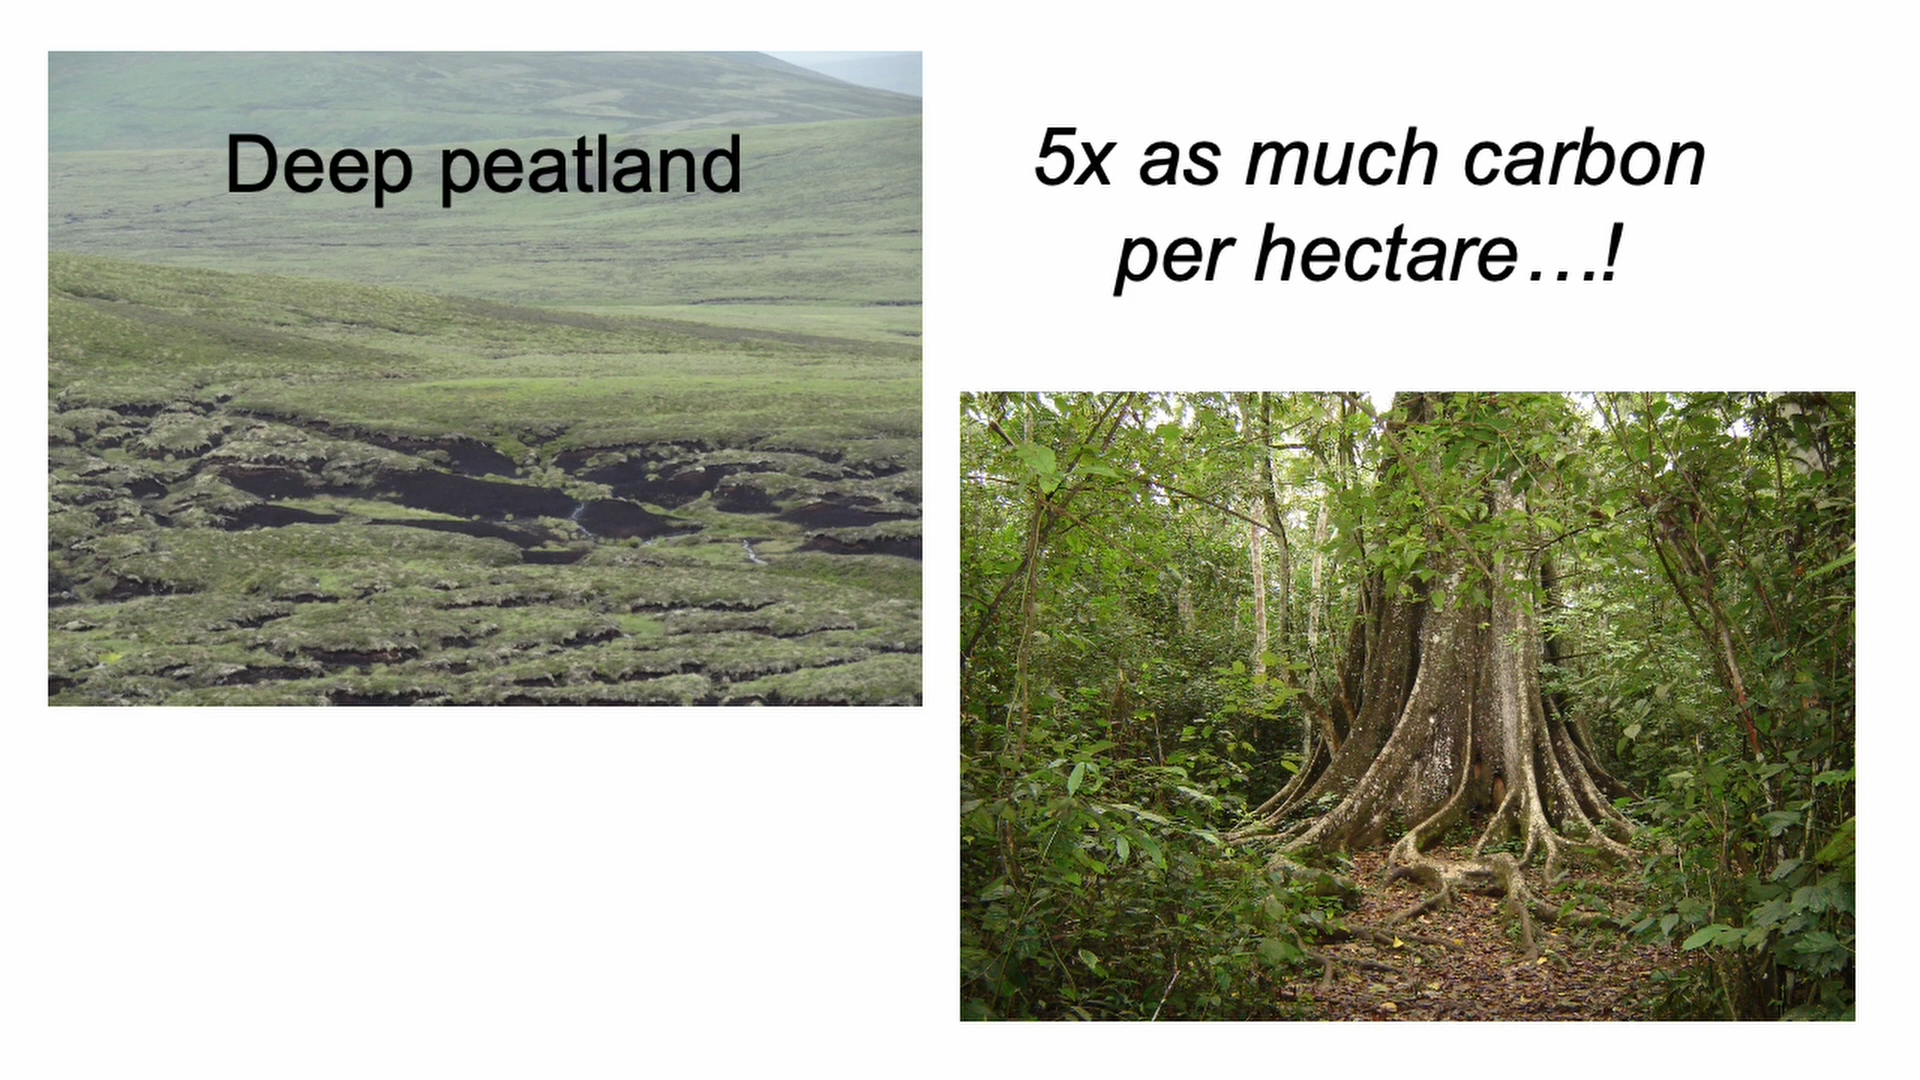 Deep peatland
5x as much carbon
per hectare…!